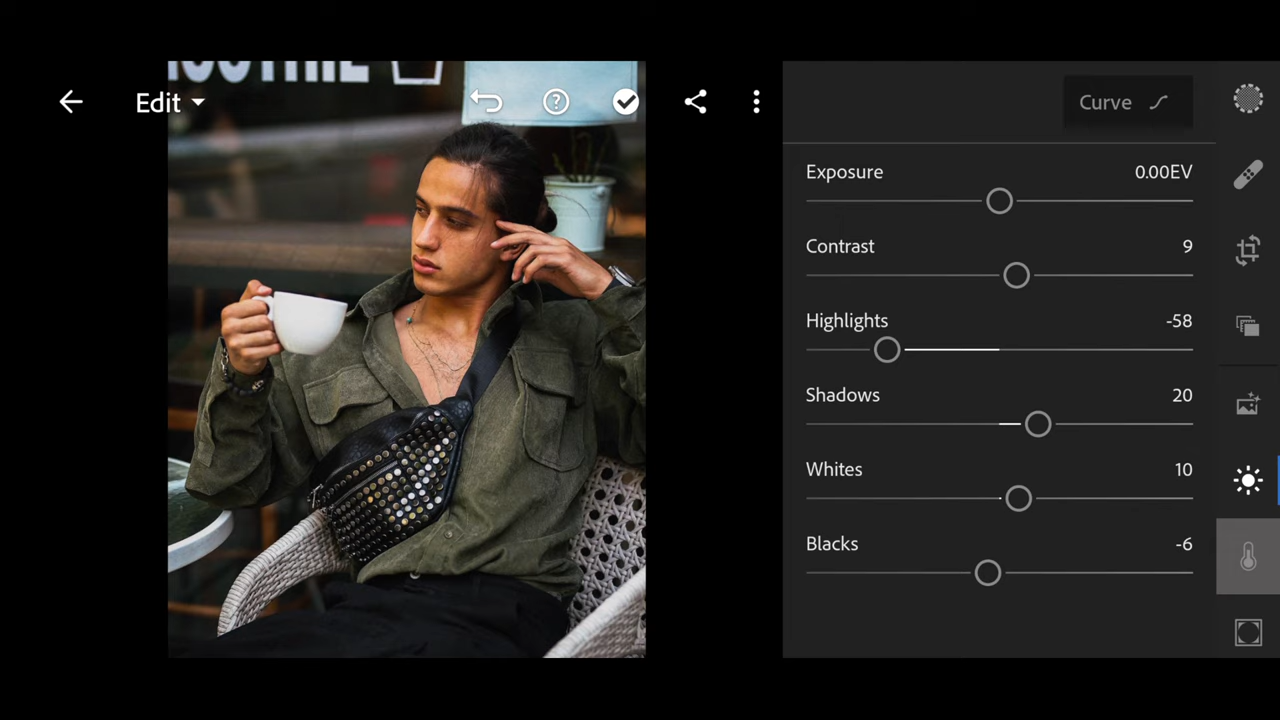 Edit
Curve
Exposure 0.00EV
Contrast 9
Highlights -58
Shadows 20
Whites 10
Blacks -6